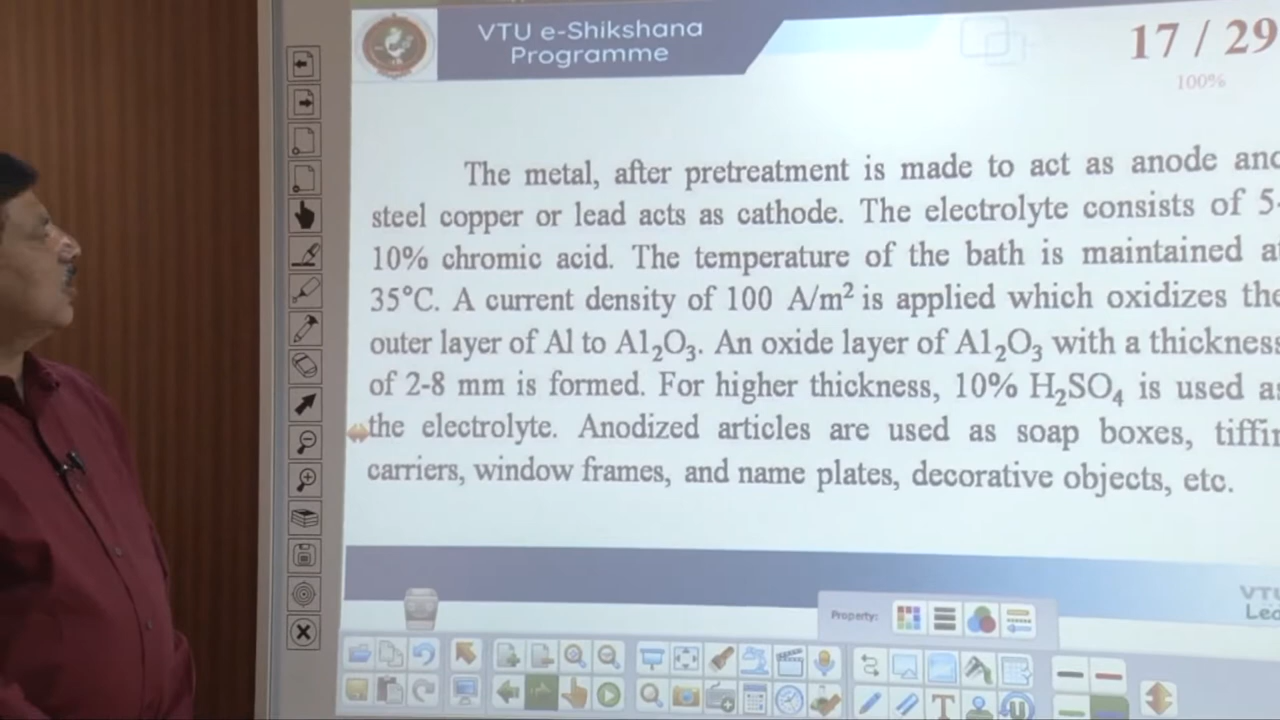 VTU e-Shikshana
Programme
17 / 29
100%
The metal, after pretreatment is made to act as anode
steel copper or lead acts as cathode. The electrolyte consists of 5-
10% chromic acid. The temperature of the bath is maintained
35°C. A current density of 100 A/m² is applied which oxidizes the
outer layer of Al to Al₂O₃. An oxide layer of Al₂O₃ with a thickness
of 2-8 mm is formed. For higher thickness, 10% H₂SO₄ is used
the electrolyte. Anodized articles are used as soap boxes,
carriers, window frames, and name plates, decorative objects, etc.
VTU
Property: